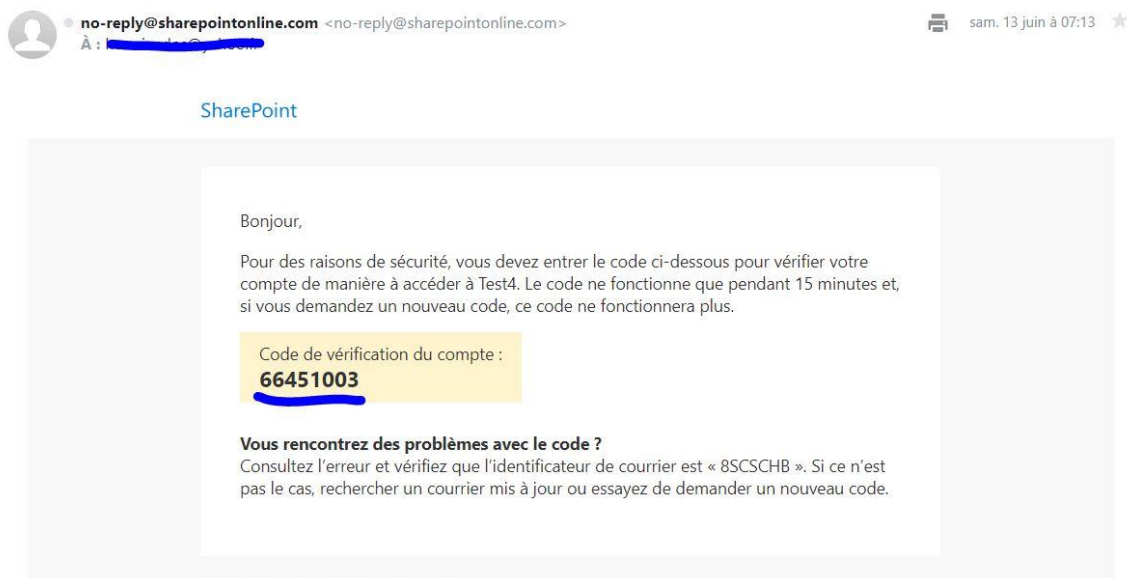 no-reply@sharepointonline.com <no-reply@sharepointonline.com>
sam. 13 juin à 07:13
À :
SharePoint
Bonjour,
Pour des raisons de sécurité, vous devez entrer le code ci-dessous pour vérifier votre
compte de manière à accéder à Test4. Le code ne fonctionne que pendant 15 minutes et,
si vous demandez un nouveau code, ce code ne fonctionnera plus.
Code de vérification du compte :
66451003
Vous rencontrez des problèmes avec le code ?
Consultez l'erreur et vérifiez que l'identificateur de courrier est « 8SCSCHB ». Si ce n'est
pas le cas, rechercher un courrier mis à jour ou essayez de demander un nouveau code.